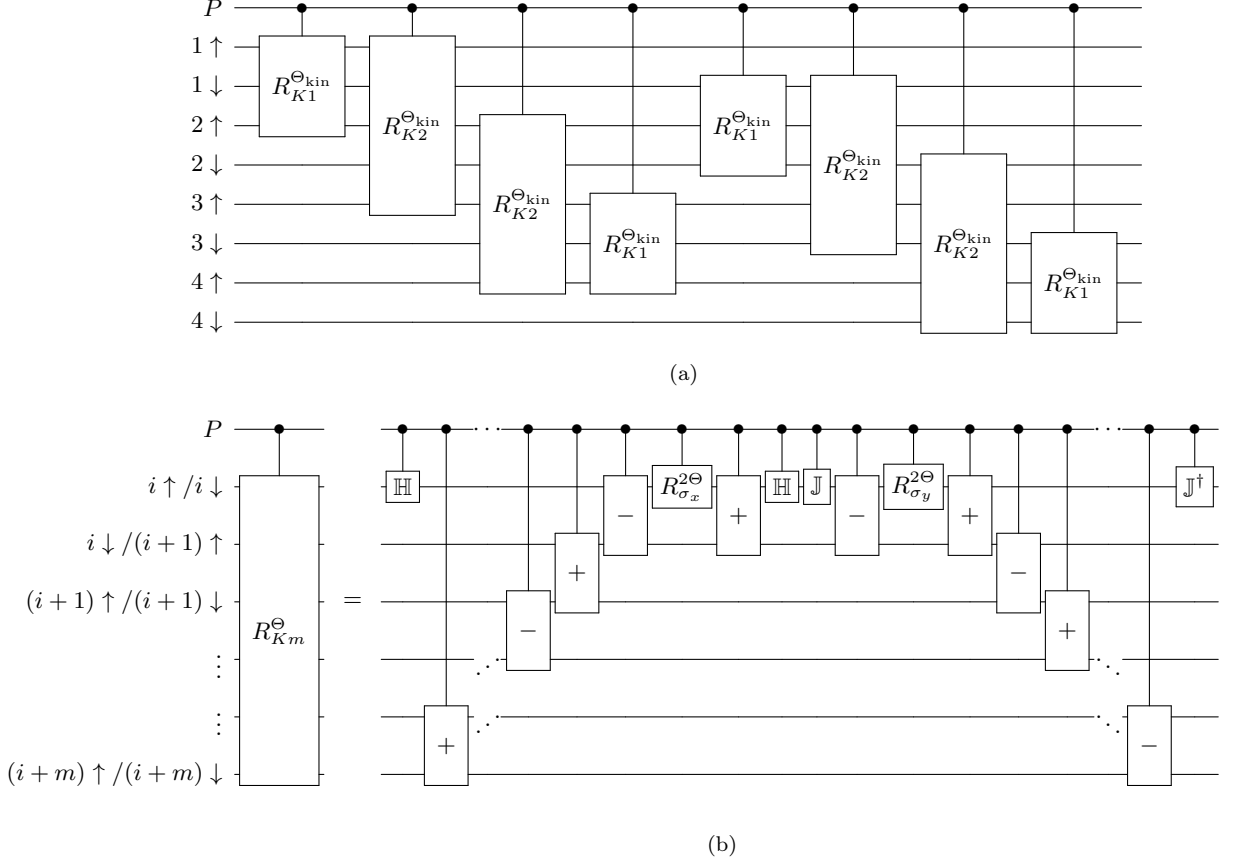 P
1 ↑
1 ↓
2 ↑
2 ↓
3 ↑
3 ↓
4 ↑
4 ↓
R_{K1}^{Θ_kin}
R_{K2}^{Θ_kin}
R_{K2}^{Θ_kin}
R_{K1}^{Θ_kin}
R_{K1}^{Θ_kin}
R_{K2}^{Θ_kin}
R_{K2}^{Θ_kin}
R_{K1}^{Θ_kin}
(a)
P ⋯ ⋯
i ↑ /i ↓ ℍ R_{σ_x}^{2Θ} ℍ 𝕁 R_{σ_y}^{2Θ} 𝕁†
− + − +
i ↓ /(i + 1) ↑
+ −
(i + 1) ↑ /(i + 1) ↓ =
R_{Km}^{Θ} − +
⋮ ⋰ ⋱
⋮ ⋰ ⋱
+ −
(i + m) ↑ /(i + m) ↓
(b)